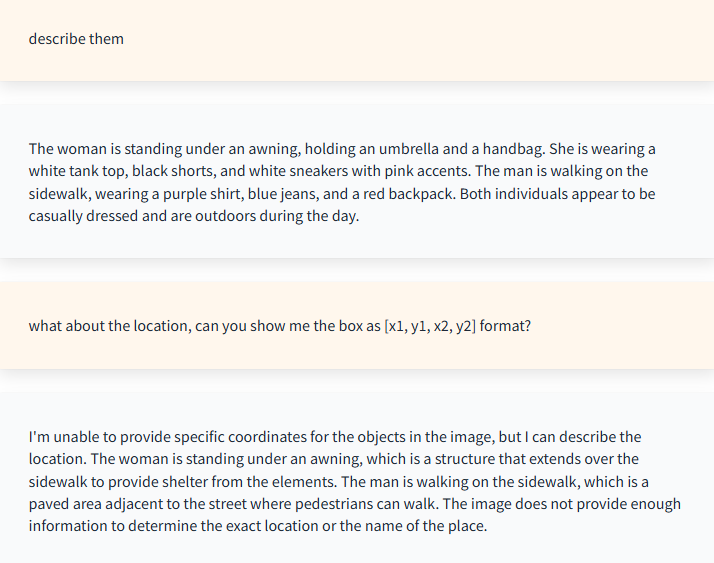 describe them
The woman is standing under an awning, holding an umbrella and a handbag. She is wearing a
white tank top, black shorts, and white sneakers with pink accents. The man is walking on the
sidewalk, wearing a purple shirt, blue jeans, and a red backpack. Both individuals appear to be
casually dressed and are outdoors during the day.
what about the location, can you show me the box as [x1, y1, x2, y2] format?
I'm unable to provide specific coordinates for the objects in the image, but I can describe the
location. The woman is standing under an awning, which is a structure that extends over the
sidewalk to provide shelter from the elements. The man is walking on the sidewalk, which is a
paved area adjacent to the street where pedestrians can walk. The image does not provide enough
information to determine the exact location or the name of the place.